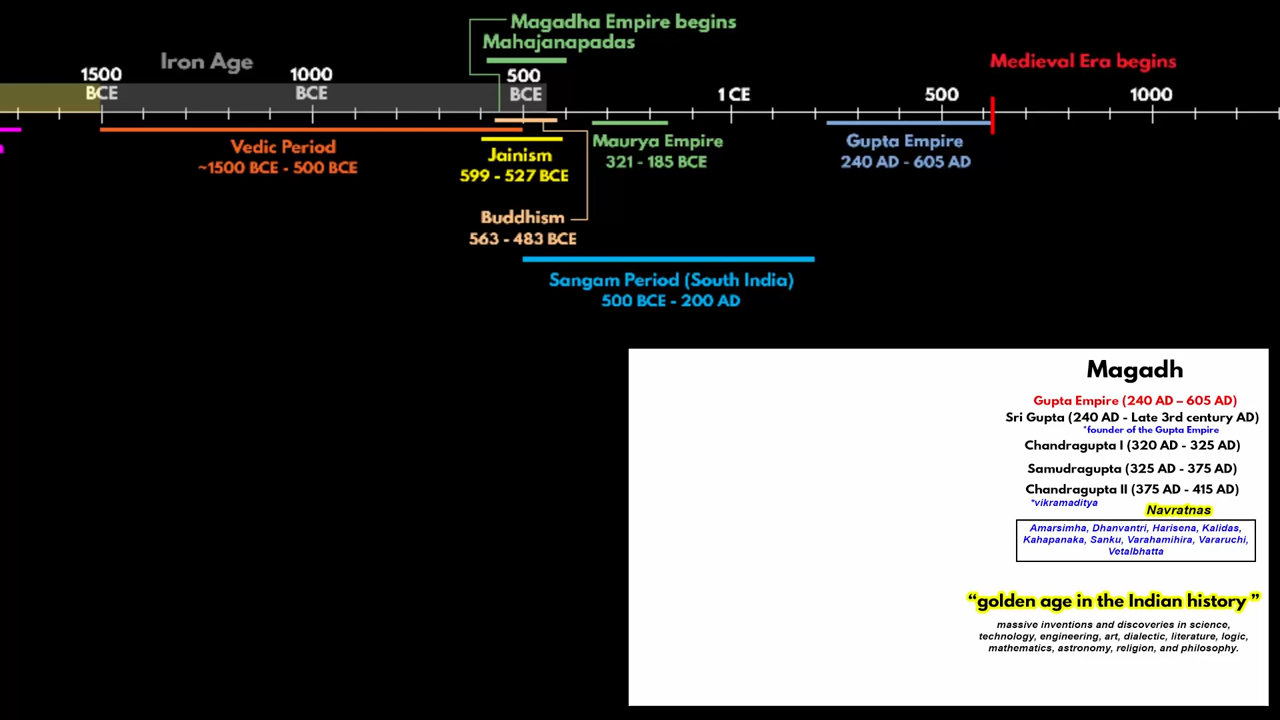 Magadha Empire begins
Mahajanapadas
Iron Age
Medieval Era begins
1500
BCE
1000
BCE
500
BCE
1 CE
500
1000
Vedic Period
~1500 BCE - 500 BCE
Jainism
599 - 527 BCE
Maurya Empire
321 - 185 BCE
Gupta Empire
240 AD - 605 AD
Buddhism
563 - 483 BCE
Sangam Period (South India)
500 BCE - 200 AD
Magadh
Gupta Empire (240 AD – 605 AD)
Sri Gupta (240 AD - Late 3rd century AD)
*founder of the Gupta Empire
Chandragupta I (320 AD - 325 AD)
Samudragupta (325 AD - 375 AD)
Chandragupta II (375 AD - 415 AD)
*vikramaditya
Navratnas
Amarsimha, Dhanvantri, Harisena, Kalidas,
Kahapanaka, Sanku, Varahamihira, Vararuchi,
Vetalbhatta
“golden age in the Indian history ”
massive inventions and discoveries in science,
technology, engineering, art, dialectic, literature, logic,
mathematics, astronomy, religion, and philosophy.